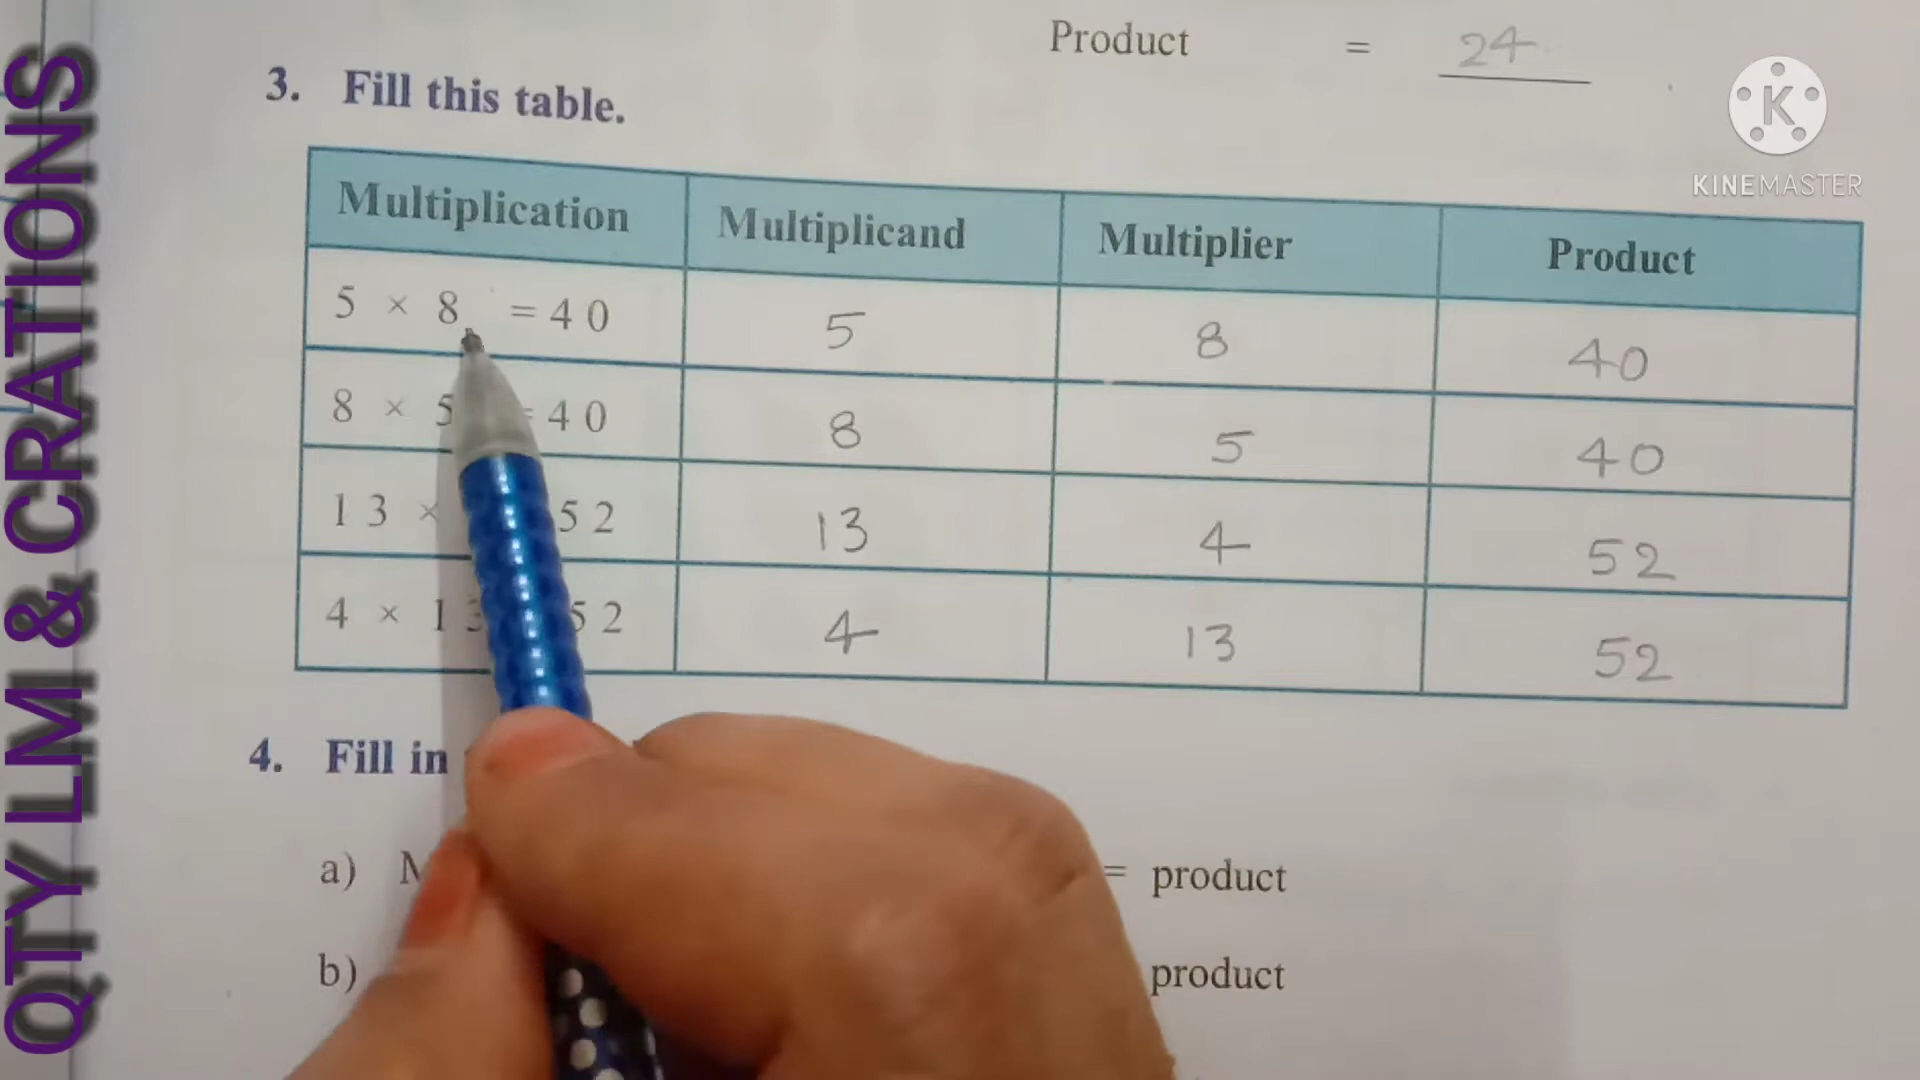 Product = 24
3. Fill this table.
Multiplication Multiplicand Multiplier Product
5 × 8 = 40 5 8 40
8 × 5 = 40 8 5 40
13 × 52 13 4 52
4 × 13 52 4 13 52
4. Fill in
a) = product
b) product
KINEMASTER
QTY LM & CRATIONS